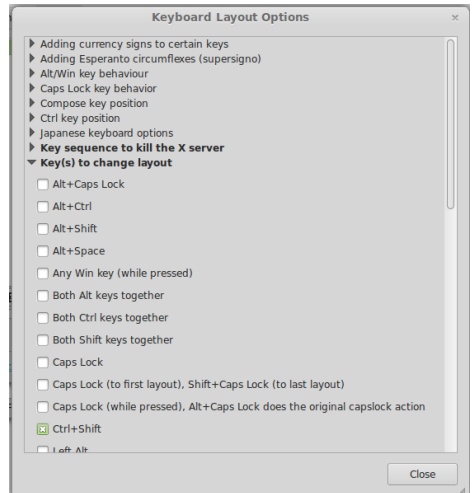 Keyboard Layout Options
Adding currency signs to certain keys
Adding Esperanto circumflexes (supersigno)
Alt/Win key behaviour
Caps Lock key behavior
Compose key position
Ctrl key position
Japanese keyboard options
Key sequence to kill the X server
Key(s) to change layout
Alt+Caps Lock
Alt+Ctrl
Alt+Shift
Alt+Space
Any Win key (while pressed)
Both Alt keys together
Both Ctrl keys together
Both Shift keys together
Caps Lock
Caps Lock (to first layout), Shift+Caps Lock (to last layout)
Caps Lock (while pressed), Alt+Caps Lock does the original capslock action
Ctrl+Shift
Left Alt
Close